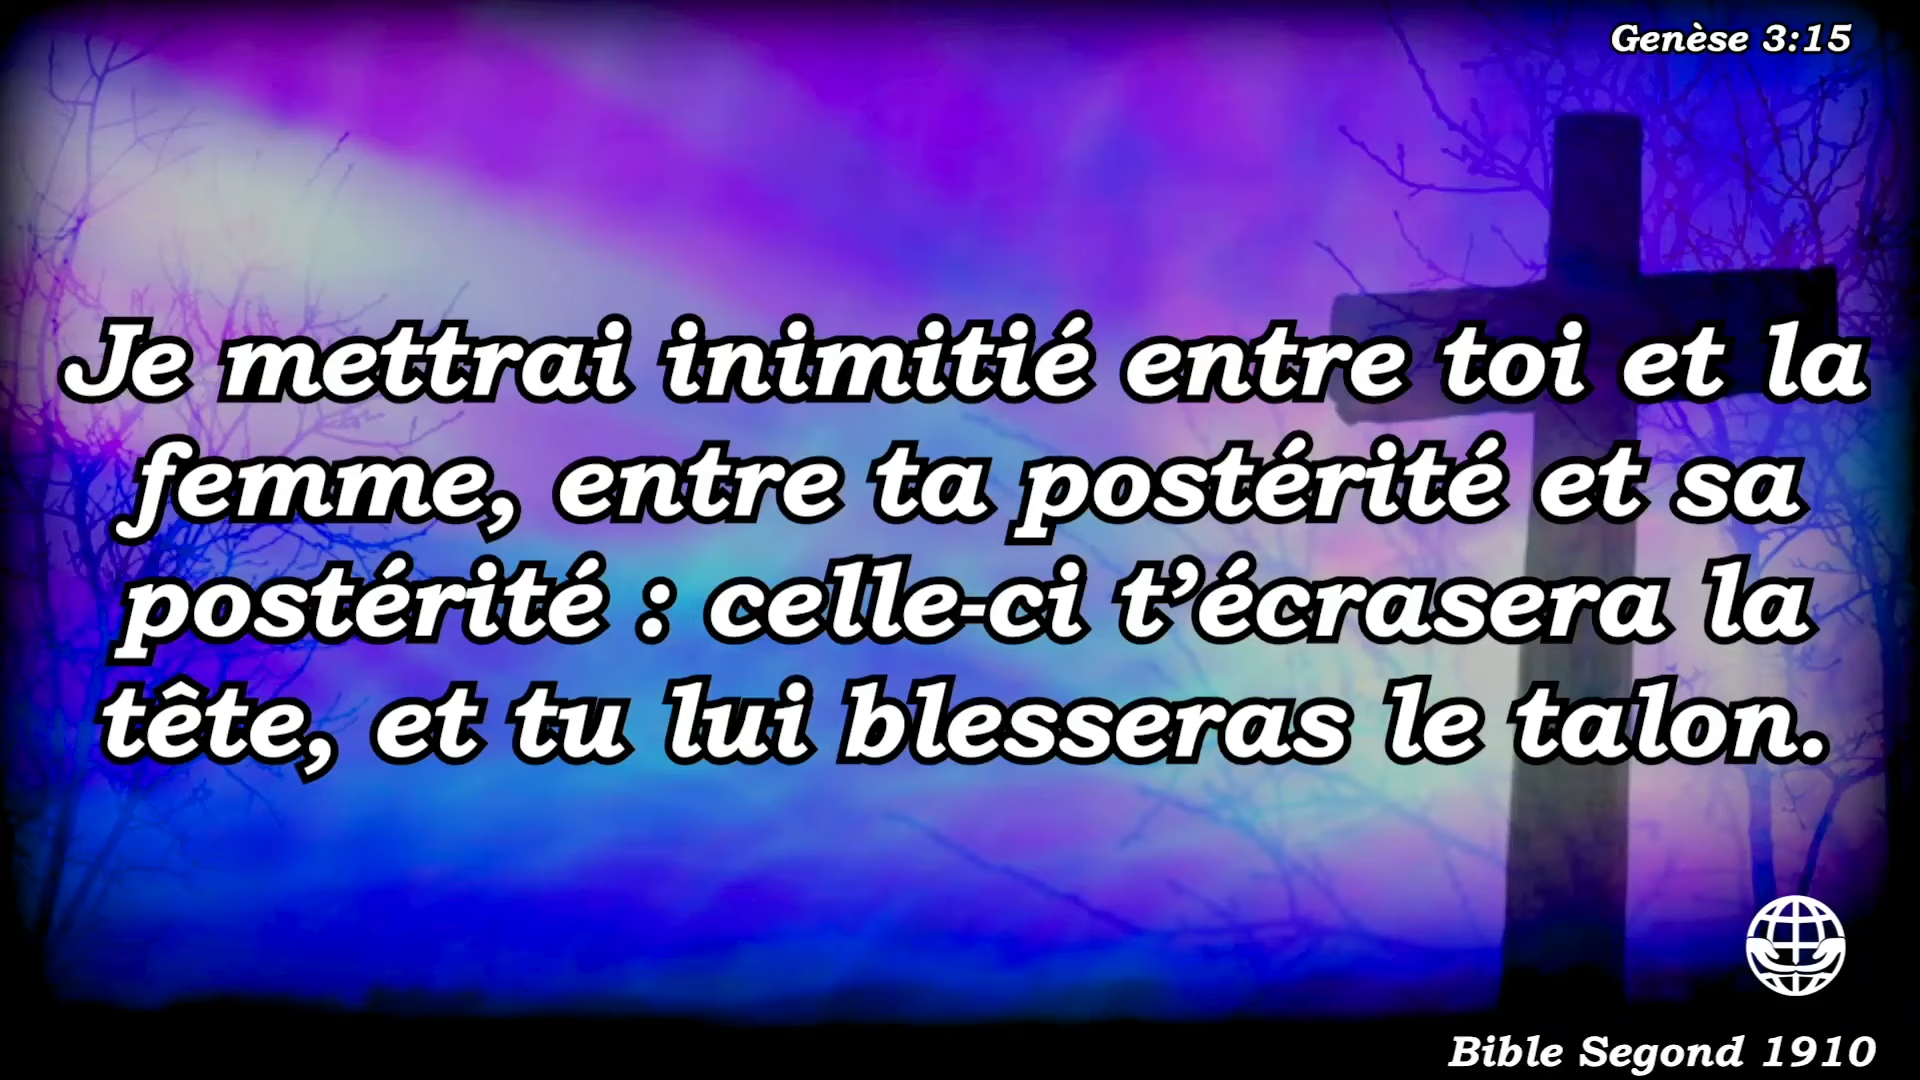 Genèse 3:15
Je mettrai inimitié entre toi et la
femme, entre ta postérité et sa
postérité : celle-ci t’écrasera la
tête, et tu lui blesseras le talon.
Bible Segond 1910